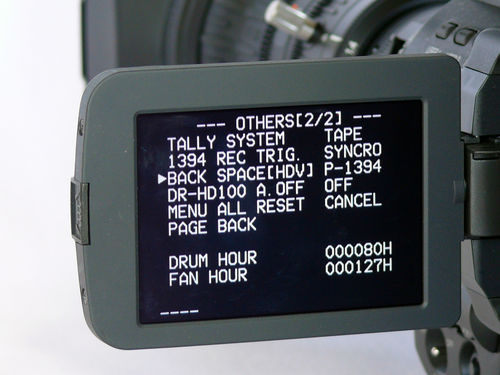 --- OTHERS[2/2] ---
TALLY SYSTEM TAPE
1394 REC TRIG. SYNCRO
▶BACK SPACE[HDV] P-1394
DR-HD100 A.OFF OFF
MENU ALL RESET CANCEL
PAGE BACK
DRUM HOUR 000080H
FAN HOUR 000127H
----